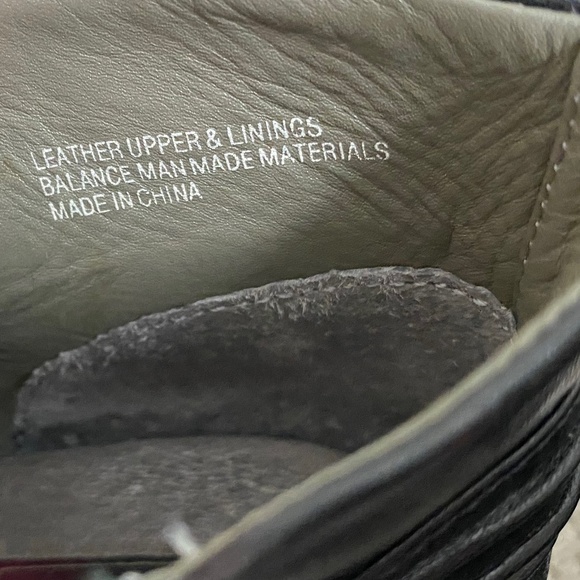 LEATHER UPPER & LININGS
BALANCE MAN MADE MATERIALS
MADE IN CHINA